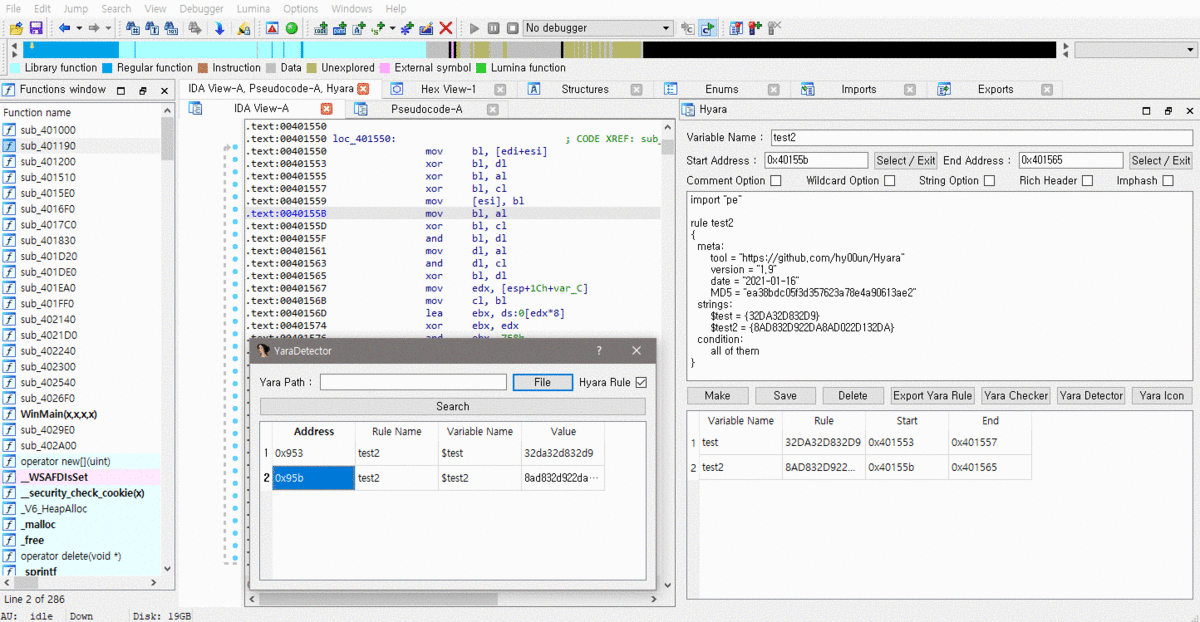 File Edit Jump Search View Debugger Lumina Options Windows Help
No debugger
Library function Regular function Instruction Data Unexplored External symbol Lumina function
Functions window
IDA View-A, Pseudocode-A, Hyara Hex View-1 Structures Enums Imports Exports
IDA View-A Pseudocode-A
Function name
sub_401000
sub_401190
sub_401200
sub_401510
sub_4015E0
sub_4016F0
sub_4017C0
sub_401830
sub_401D20
sub_401DE0
sub_401EA0
sub_401FF0
sub_402140
sub_4021D0
sub_402240
sub_402300
sub_402540
sub_4026F0
WinMain(x,x,x,x)
sub_4029E0
sub_402A00
operator new[](uint)
__WSAFDIsSet
__security_check_cookie(x)
_V6_HeapAlloc
_malloc
_free
operator delete(void *)
sprintf
Line 2 of 286
AU: idle Down Disk: 19GB
.text:00401550
.text:00401550 loc_401550: ; CODE XREF: sub_
.text:00401550 mov bl, [edi+esi]
.text:00401553 xor bl, dl
.text:00401555 xor bl, al
.text:00401557 xor bl, cl
.text:00401559 mov [esi], bl
.text:0040155B mov bl, al
.text:0040155D xor bl, cl
.text:0040155F and bl, dl
.text:00401561 mov dl, al
.text:00401563 and dl, cl
.text:00401565 xor bl, dl
.text:00401567 mov edx, [esp+1Ch+var_C]
.text:0040156B mov cl, bl
.text:0040156D lea ebx, ds:0[edx*8]
.text:00401574 xor ebx, edx
.text:00401576 and ebx, 758h
YaraDetector ?
Yara Path : File Hyara Rule
Search
Address Rule Name Variable Name Value
1 0x953 test2 $test 32da32d832d9
2 0x95b test2 $test2 8ad832d922da...
Hyara
Variable Name : test2
Start Address : 0x40155b Select / Exit End Address : 0x401565 Select / Exit
Comment Option Wildcard Option String Option Rich Header Imphash
import "pe"
rule test2
{
meta:
tool = "https://github.com/hy00un/Hyara"
version = "1.9"
date = "2021-01-16"
MD5 = "ea38bdc05f3d357623a78e4a90613ae2"
strings:
$test = {32DA32D832D9}
$test2 = {8AD832D922DA8AD022D132DA}
condition:
all of them
}
Make Save Delete Export Yara Rule Yara Checker Yara Detector Yara Icon
Variable Name Rule Start End
1 test 32DA32D832D9 0x401553 0x401557
2 test2 8AD832D922... 0x40155b 0x401565